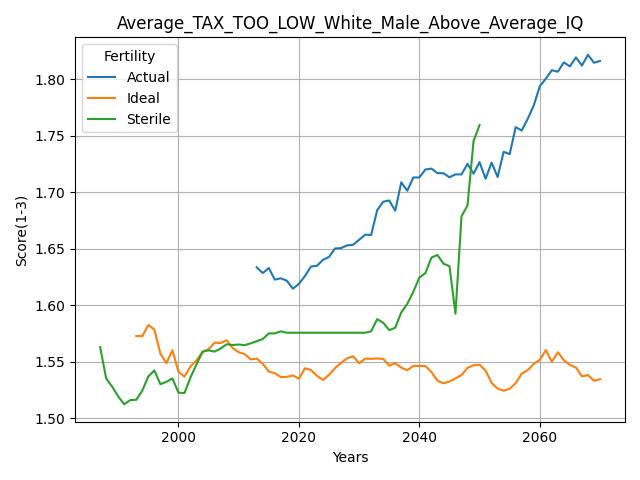 Average_TAX_TOO_LOW_White_Male_Above_Average_IQ
Fertility
Actual
Ideal
Sterile
Score(1-3)
1.80
1.75
1.70
1.65
1.60
1.55
1.50
2000 2020 2040 2060
Years